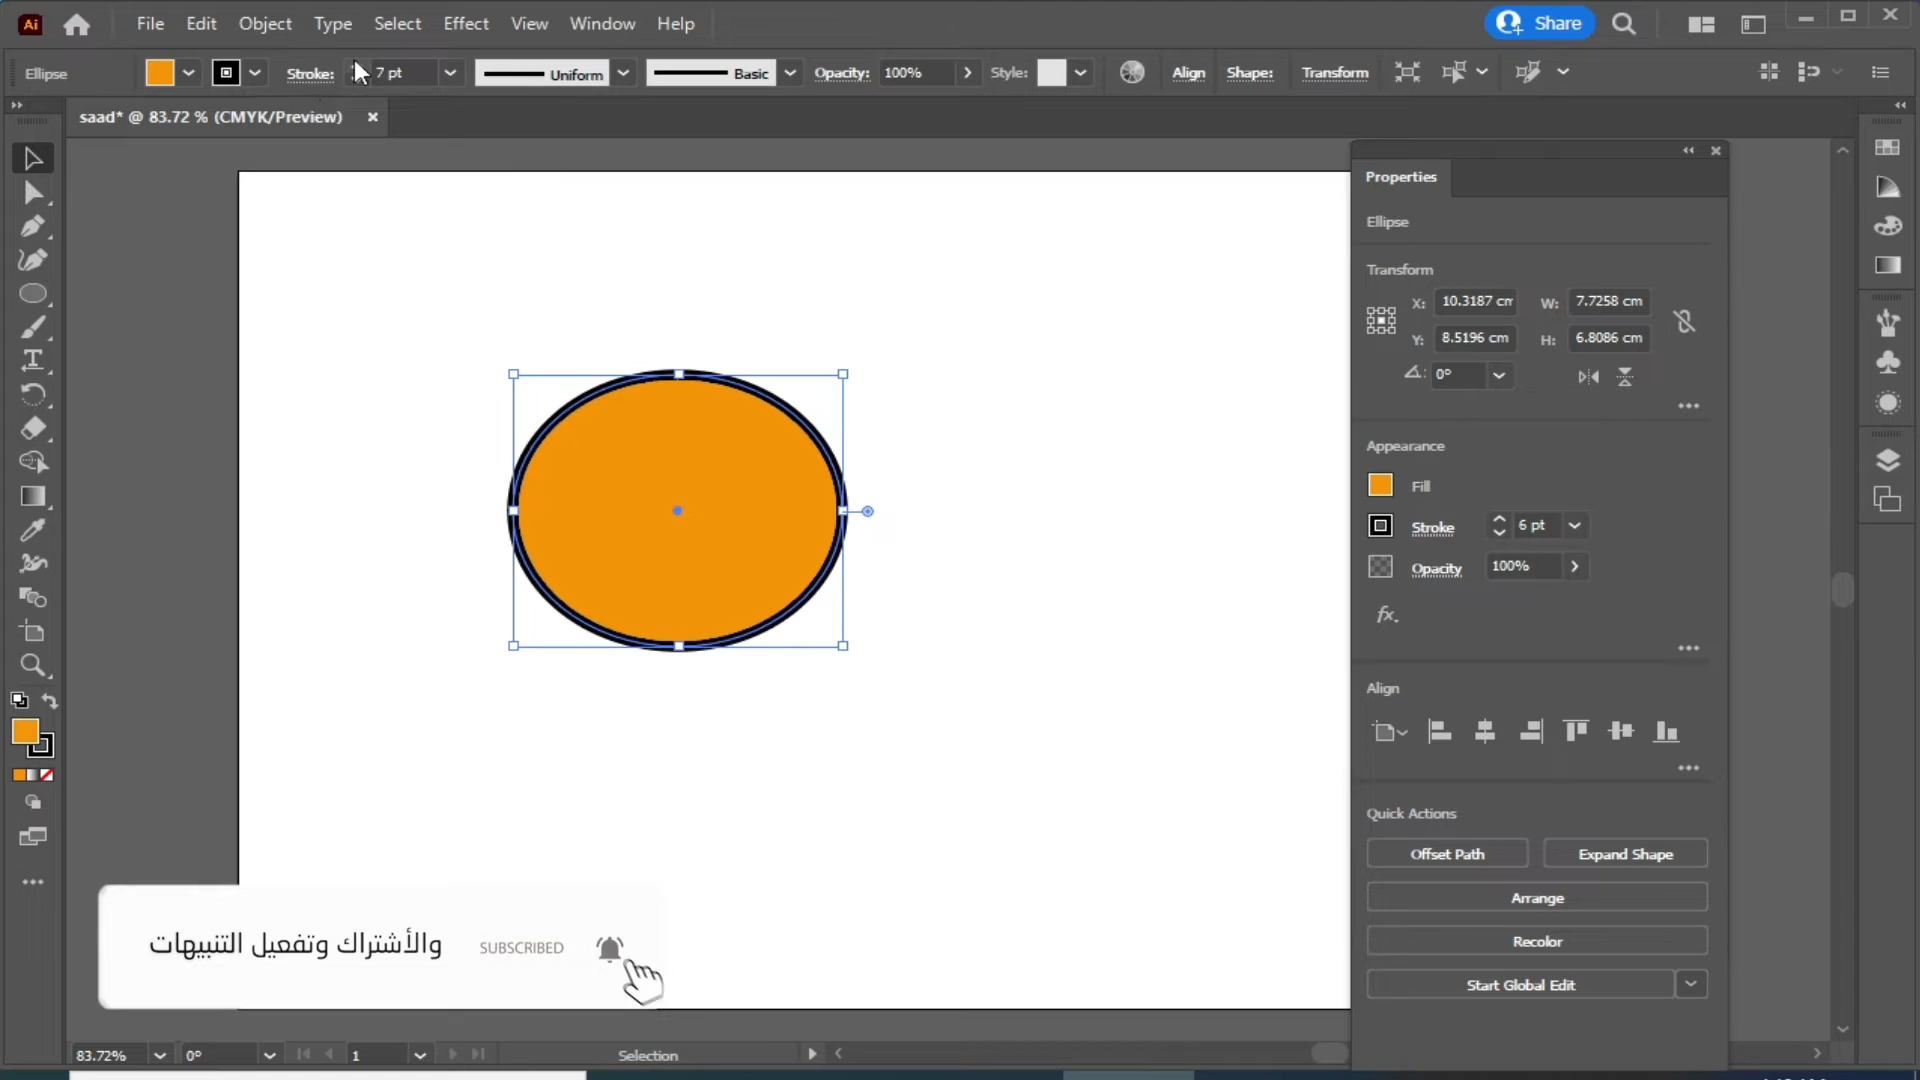 Ai File Edit Object Type Select Effect View Window Help Share
Ellipse Stroke: 7 pt Uniform Basic Opacity: 100% Style: Align Shape: Transform
saad* @ 83.72 % (CMYK/Preview)
Properties
Ellipse
Transform
X: 10.3187 cm W: 7.7258 cm
Y: 8.5196 cm H: 6.8086 cm
0°
Appearance
Fill
Stroke 6 pt
Opacity 100%
fx.
Align
Quick Actions
Offset Path Expand Shape
Arrange
Recolor
Start Global Edit
والأشتراك وتفعيل التنبيهات SUBSCRIBED
83.72% 0° 1 Selection